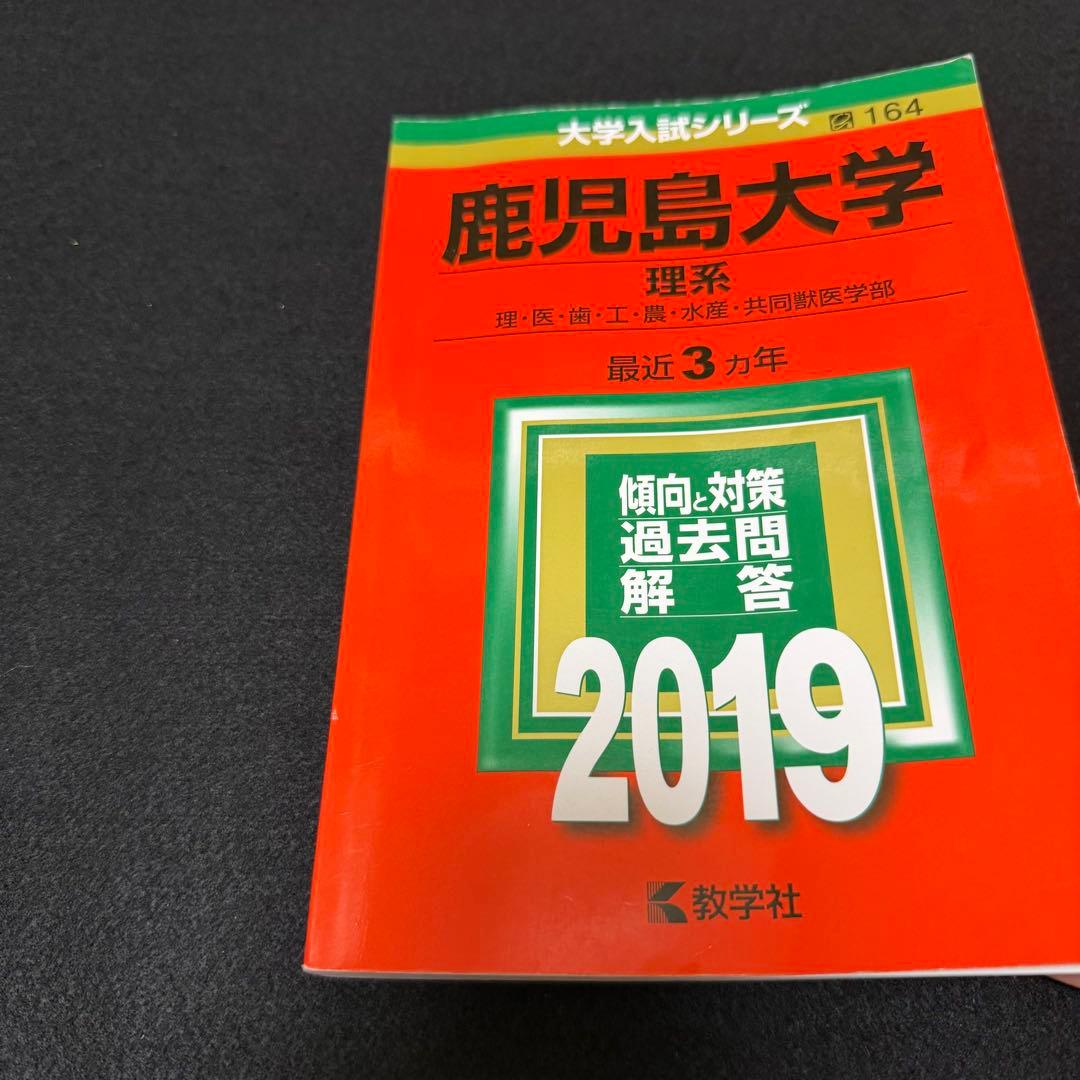 大学入試シリーズ 164
鹿児島大学
理系
理・医・歯・工・農・水産・共同獣医学部
最近3カ年
傾向と対策
過去問
解答
2019
教学社